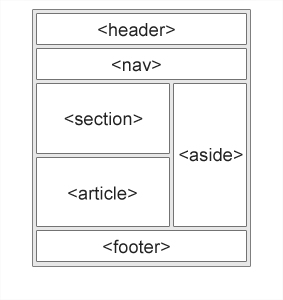 <header>
<nav>
<section>
<aside>
<article>
<footer>